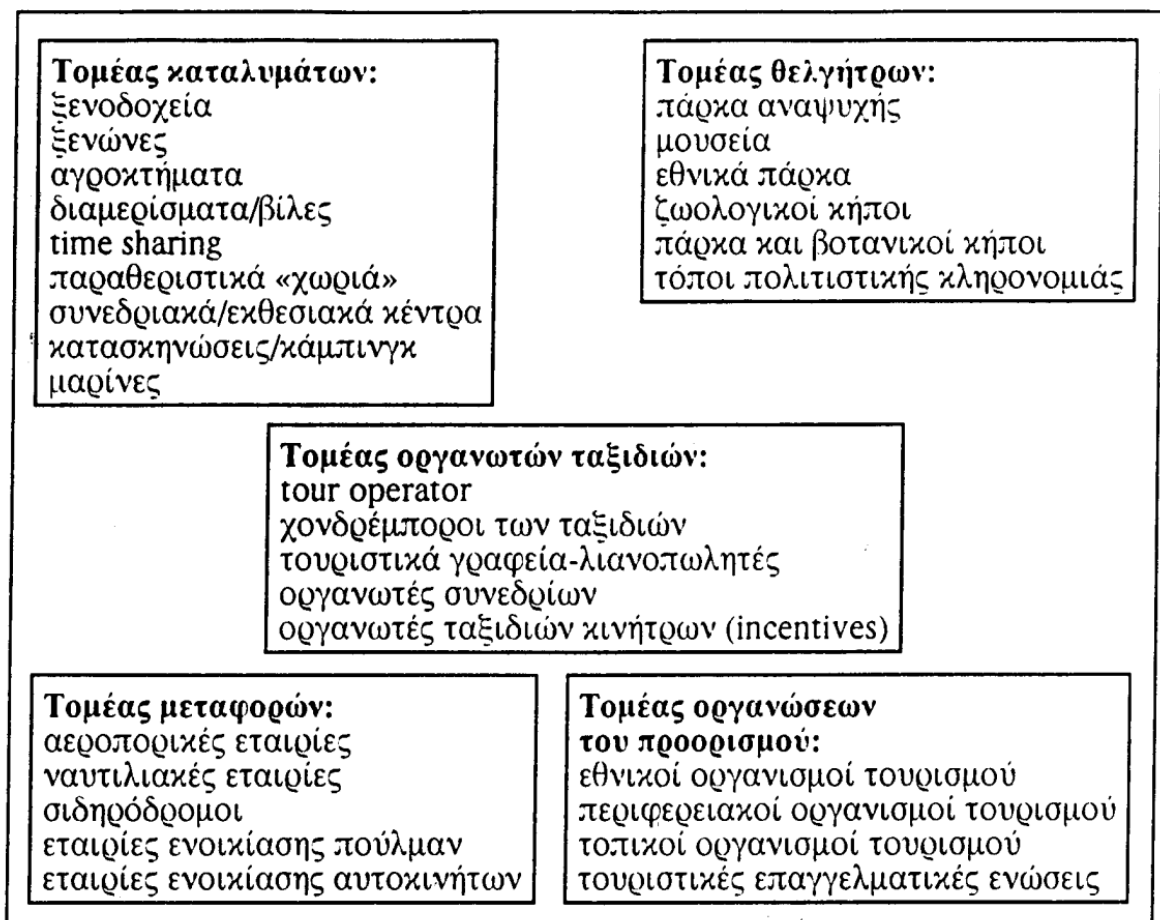 Τομέας καταλυμάτων:
ξενοδοχεία
ξενώνες
αγροκτήματα
διαμερίσματα/βίλες
time sharing
παραθεριστικά «χωριά»
συνεδριακά/εκθεσιακά κέντρα
κατασκηνώσεις/κάμπινγκ
μαρίνες
Τομέας θελγήτρων:
πάρκα αναψυχής
μουσεία
εθνικά πάρκα
ζωολογικοί κήποι
πάρκα και βοτανικοί κήποι
τόποι πολιτιστικής κληρονομιάς
Τομέας οργανωτών ταξιδιών:
tour operator
χονδρέμποροι των ταξιδιών
τουριστικά γραφεία-λιανοπωλητές
οργανωτές συνεδρίων
οργανωτές ταξιδιών κινήτρων (incentives)
Τομέας μεταφορών:
αεροπορικές εταιρίες
ναυτιλιακές εταιρίες
σιδηρόδρομοι
εταιρίες ενοικίασης πούλμαν
εταιρίες ενοικίασης αυτοκινήτων
Τομέας οργανώσεων
του προορισμού:
εθνικοί οργανισμοί τουρισμού
περιφερειακοί οργανισμοί τουρισμού
τοπικοί οργανισμοί τουρισμού
τουριστικές επαγγελματικές ενώσεις